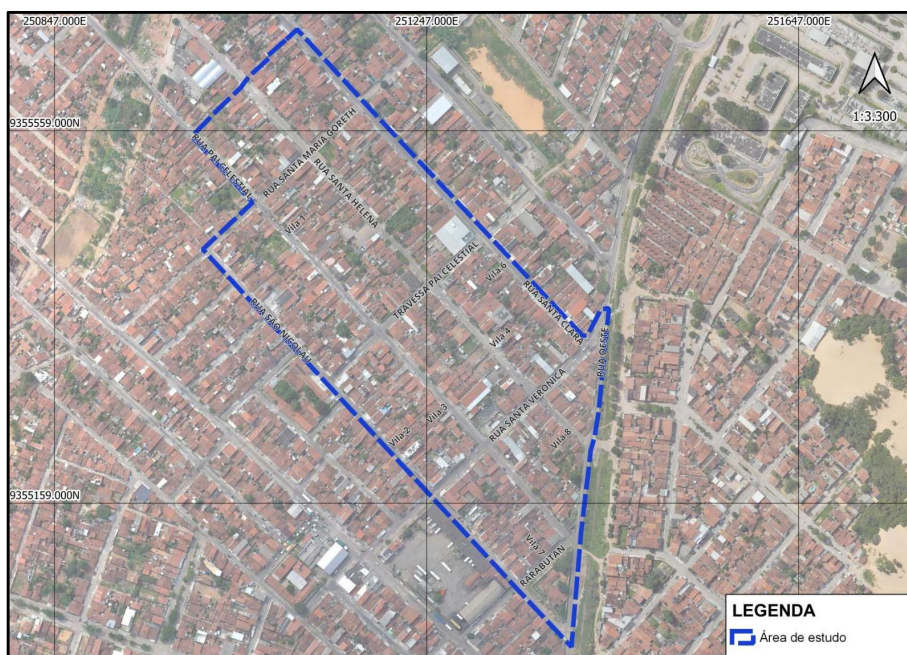 250847.000E
251247.000E
251647.000E
1:3.300
9355559.000N
RUA PAI CELESTIAL
RUA SANTA MARIA GORETH
RUA SANTA HELENA
Vila 1
TRAVESSA PAI CELESTIAL
Vila 6
RUA SANTA CLARA
RUA SÃO NICOLAU
Vila 4
RUA OESTE
RUA SANTA VERONICA
Vila 3
Vila 2
Vila 8
9355159.000N
Vila 7
RARABUTAN
LEGENDA
Área de estudo